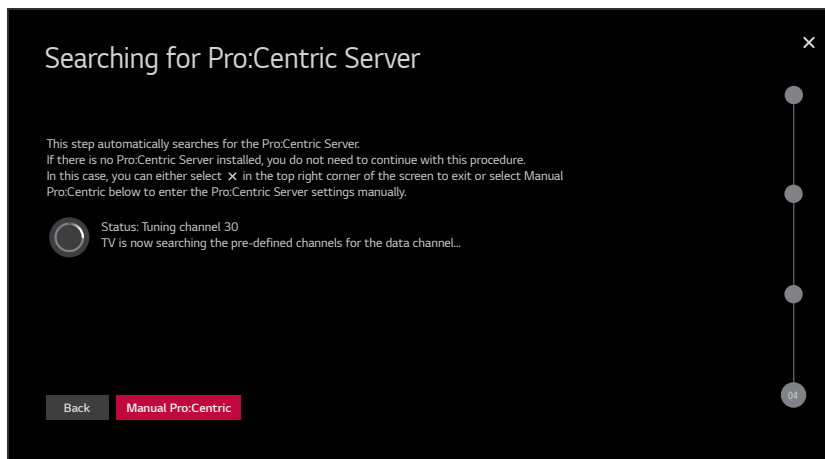 Searching for Pro:Centric Server
This step automatically searches for the Pro:Centric Server.
If there is no Pro:Centric Server installed, you do not need to continue with this procedure.
In this case, you can either select × in the top right corner of the screen to exit or select Manual
Pro:Centric below to enter the Pro:Centric Server settings manually.
Status: Tuning channel 30
TV is now searching the pre-defined channels for the data channel...
04
Back
Manual Pro:Centric